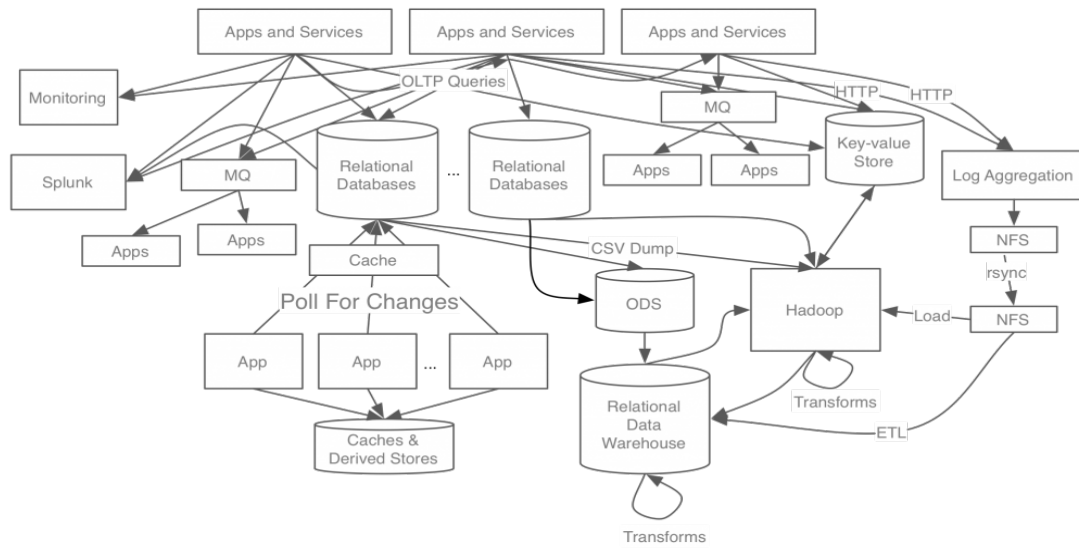 Apps and Services
Apps and Services
Apps and Services
OLTP Queries
Monitoring
MQ
HTTP
HTTP
Splunk
MQ
Relational
Databases
...
Relational
Databases
Apps
Apps
Key-value
Store
Log Aggregation
Apps
Apps
Cache
CSV Dump
NFS
rsync
Poll For Changes
ODS
Hadoop
Load
NFS
App
App
...
App
Transforms
Relational
Data
Warehouse
ETL
Caches &
Derived Stores
Transforms